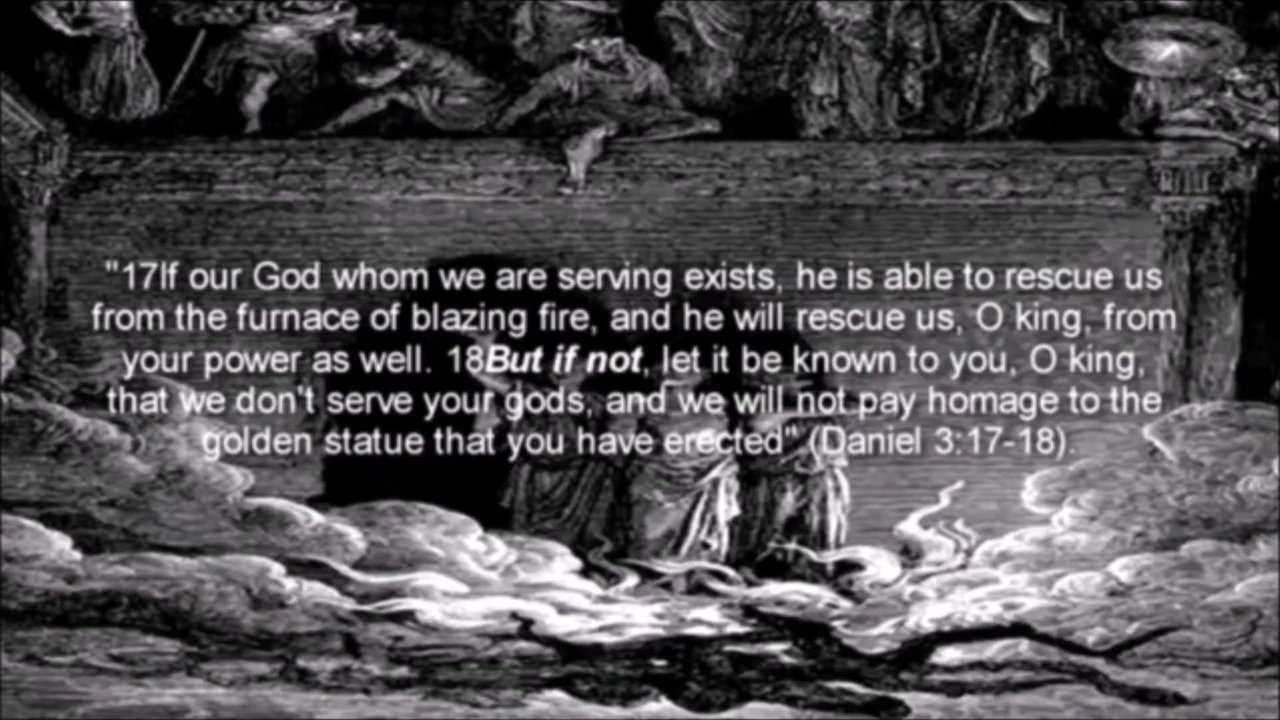 "17If our God whom we are serving exists, he is able to rescue us
from the furnace of blazing fire, and he will rescue us, O king, from
your power as well. 18But if not, let it be known to you, O king,
that we don't serve your gods, and we will not pay homage to the
golden statue that you have erected" (Daniel 3:17-18).